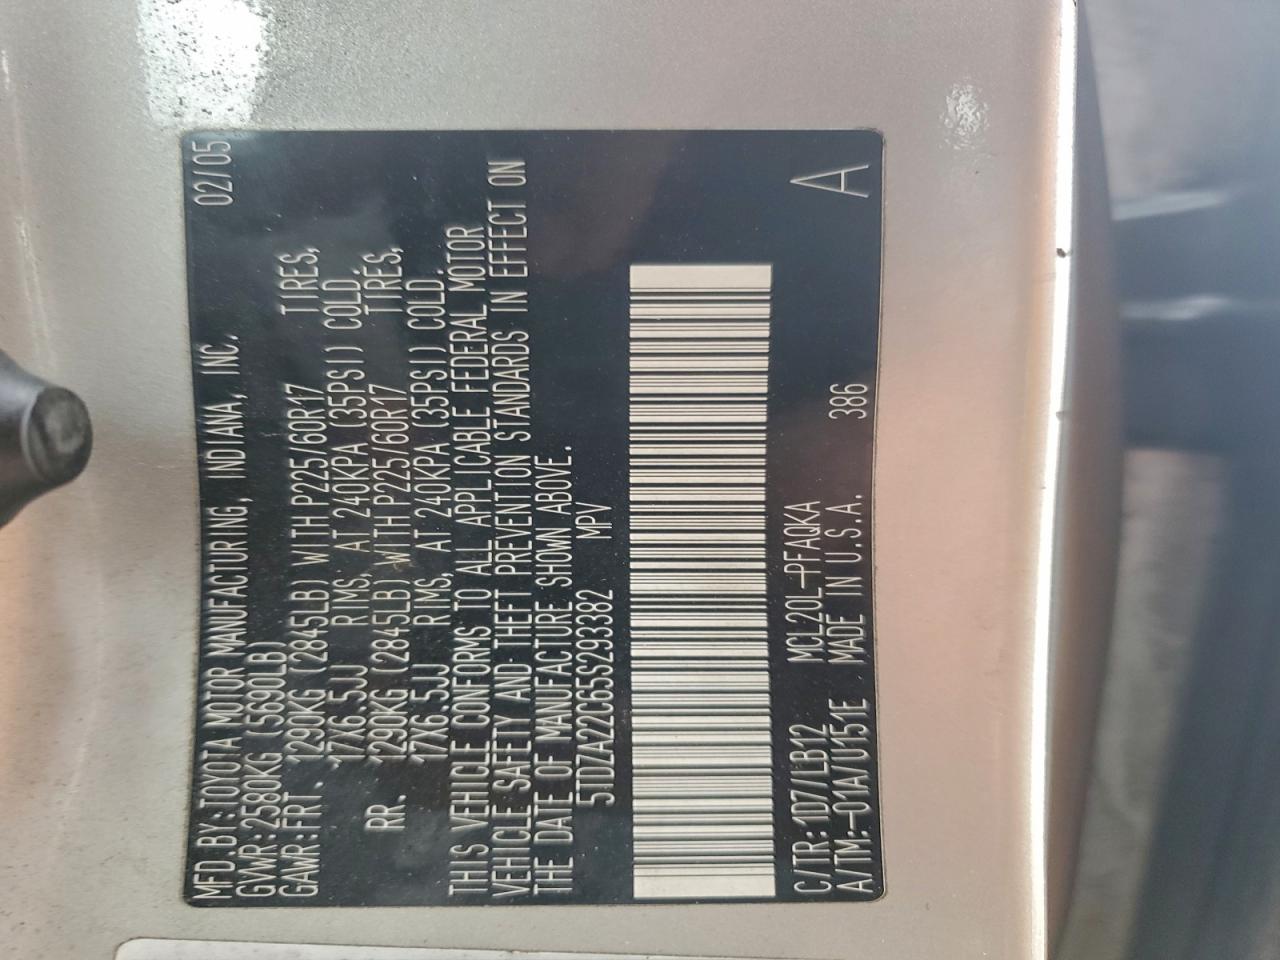 MFD.BY:TOYOTA MOTOR MANUFACTURING, INDIANA, INC. 02/05
GVWR:2580KG (5690LB)
GAWR:FRT. 1290KG (2845LB) WITH P225/60R17 TIRES,
17X6.5JJ RIMS, AT 240KPA (35PSI) COLD.
RR. 1290KG (2845LB) WITH P225/60R17 TIRES,
17X6.5JJ RIMS, AT 240KPA (35PSI) COLD.
THIS VEHICLE CONFORMS TO ALL APPLICABLE FEDERAL MOTOR
VEHICLE SAFETY AND THEFT PREVENTION STANDARDS IN EFFECT ON
THE DATE OF MANUFACTURE SHOWN ABOVE.
5TDZA22C65S293382 MPV
C/TR:1D7/LB12 MCL20L-PFAQKA
A/TM:-01A/U151E MADE IN U.S.A. 386 A